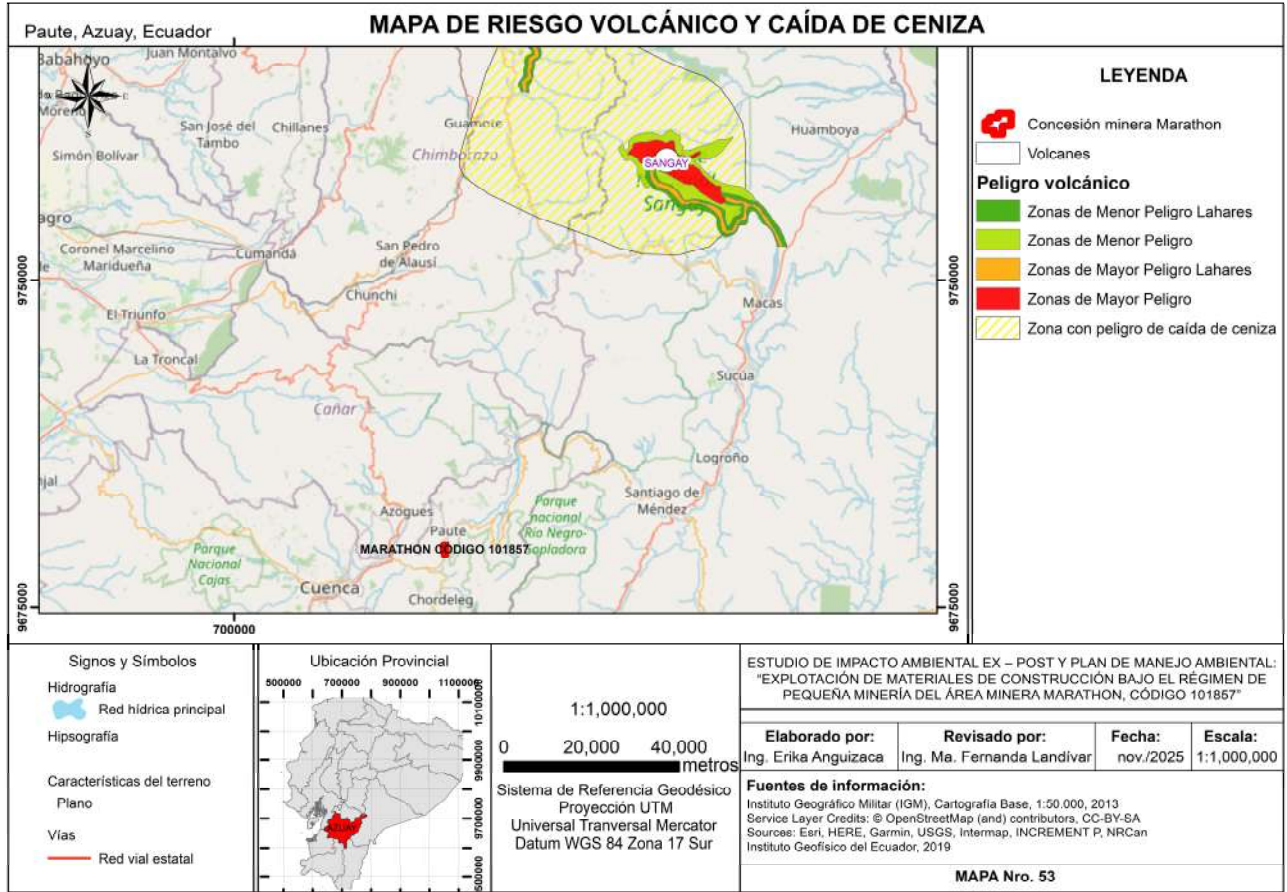 Paute, Azuay, Ecuador
MAPA DE RIESGO VOLCÁNICO Y CAÍDA DE CENIZA
Babahoyo
Juan Montalvo
San José del
Tambo
Chillanes
Simón Bolívar
Guamote
Chimborazo
Huamboya
SANGAY
Sangay
Coronel Marcelino
Maridueña
Cumandá
San Pedro
de Alausí
Chunchi
El Triunfo
La Troncal
Macas
Sucúa
Cañar
Logroño
Santiago de
Méndez
Azogues
Paute
Parque
nacional
Río Negro-
Sopladora
MARATHON CÓDIGO 101857
Parque
Nacional
Cajas
Cuenca
Chordeleg
9750000
9675000
9750000
9675000
700000
LEYENDA
Concesión minera Marathon
Volcanes
Peligro volcánico
Zonas de Menor Peligro Lahares
Zonas de Menor Peligro
Zonas de Mayor Peligro Lahares
Zonas de Mayor Peligro
Zona con peligro de caída de ceniza
Signos y Símbolos
Hidrografía
Red hídrica principal
Hipsografía
Características del terreno
Plano
Vías
Red vial estatal
Ubicación Provincial
500000 700000 900000 1100000
10100000
9900000
9700000
9500000
AZUAY
1:1,000,000
0 20,000 40,000
metros
Sistema de Referencia Geodésico
Proyección UTM
Universal Tranversal Mercator
Datum WGS 84 Zona 17 Sur
ESTUDIO DE IMPACTO AMBIENTAL EX – POST Y PLAN DE MANEJO AMBIENTAL:
"EXPLOTACIÓN DE MATERIALES DE CONSTRUCCIÓN BAJO EL RÉGIMEN DE
PEQUEÑA MINERÍA DEL ÁREA MINERA MARATHON, CÓDIGO 101857"
Elaborado por:
Ing. Erika Anguizaca
Revisado por:
Ing. Ma. Fernanda Landívar
Fecha:
nov./2025
Escala:
1:1,000,000
Fuentes de información:
Instituto Geográfico Militar (IGM), Cartografía Base, 1:50.000, 2013
Service Layer Credits: © OpenStreetMap (and) contributors, CC-BY-SA
Sources: Esri, HERE, Garmin, USGS, Intermap, INCREMENT P, NRCan
Instituto Geofísico del Ecuador, 2019
MAPA Nro. 53